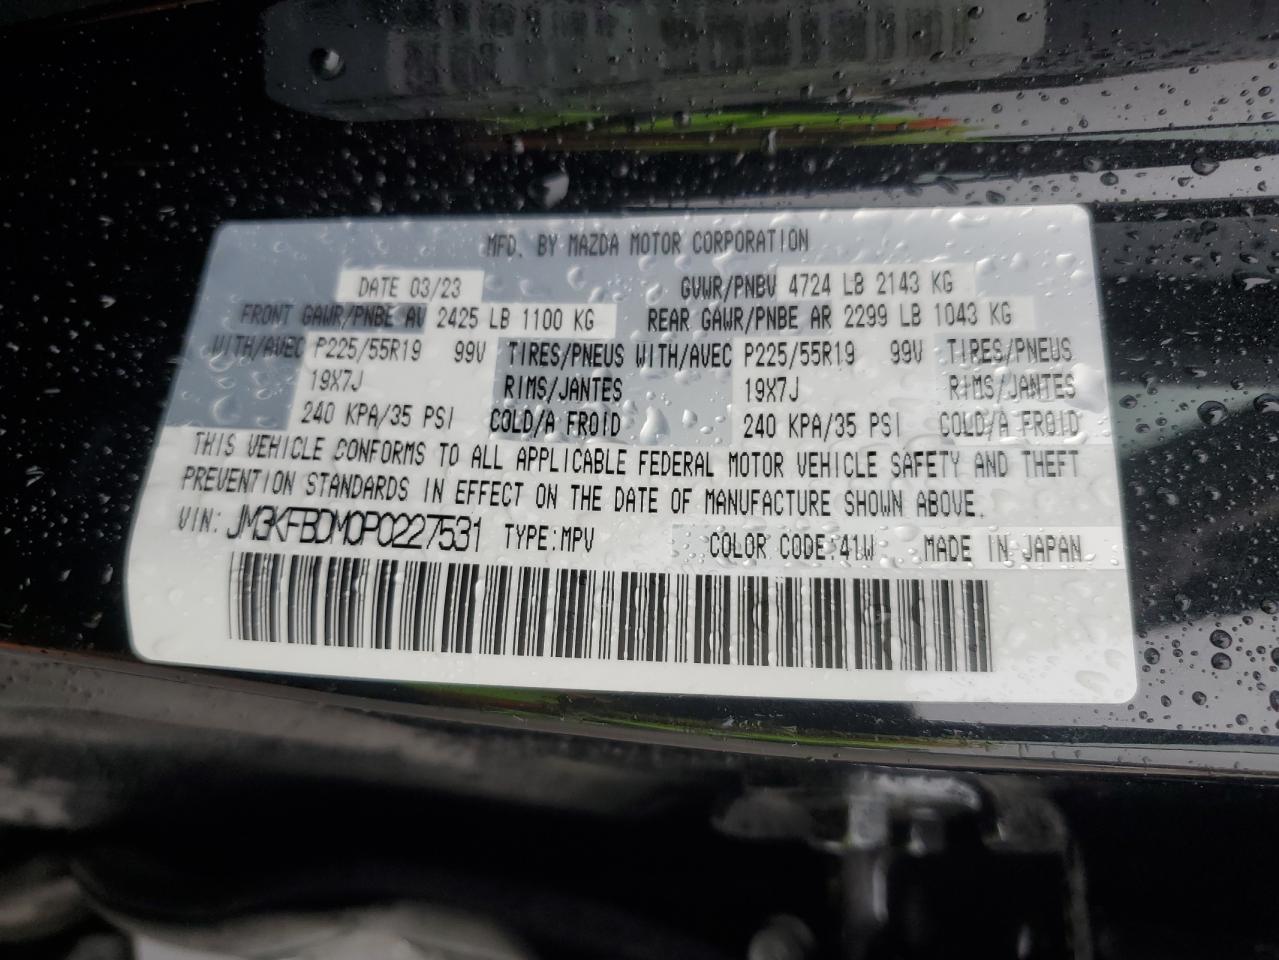 MFD. BY MAZDA MOTOR CORPORATION
DATE 03/23 GVWR/PNBV 4724 LB 2143 KG
FRONT GAWR/PNBE AV 2425 LB 1100 KG REAR GAWR/PNBE AR 2299 LB 1043 KG
WITH/AVEC P225/55R19 99V TIRES/PNEUS WITH/AVEC P225/55R19 99V TIRES/PNEUS
19X7J RIMS/JANTES 19X7J RIMS/JANTES
240 KPA/35 PSI COLD/A FROID 240 KPA/35 PSI COLD/A FROID
THIS VEHICLE CONFORMS TO ALL APPLICABLE FEDERAL MOTOR VEHICLE SAFETY AND THEFT
PREVENTION STANDARDS IN EFFECT ON THE DATE OF MANUFACTURE SHOWN ABOVE.
VIN: JM3KFBDM0P0227531 TYPE:MPV COLOR CODE:41W MADE IN JAPAN